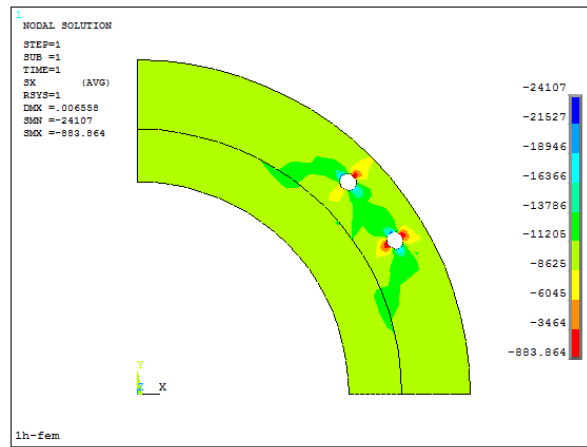 1
NODAL SOLUTION
STEP=1
SUB =1
TIME=1
SX (AVG)
RSYS=1
DMX =.006558
SMN =-24107
SMX =-883.864
-24107
-21527
-18946
-16366
-13786
-11205
-8625
-6045
-3464
-883.864
Y
Z X
1h-fem